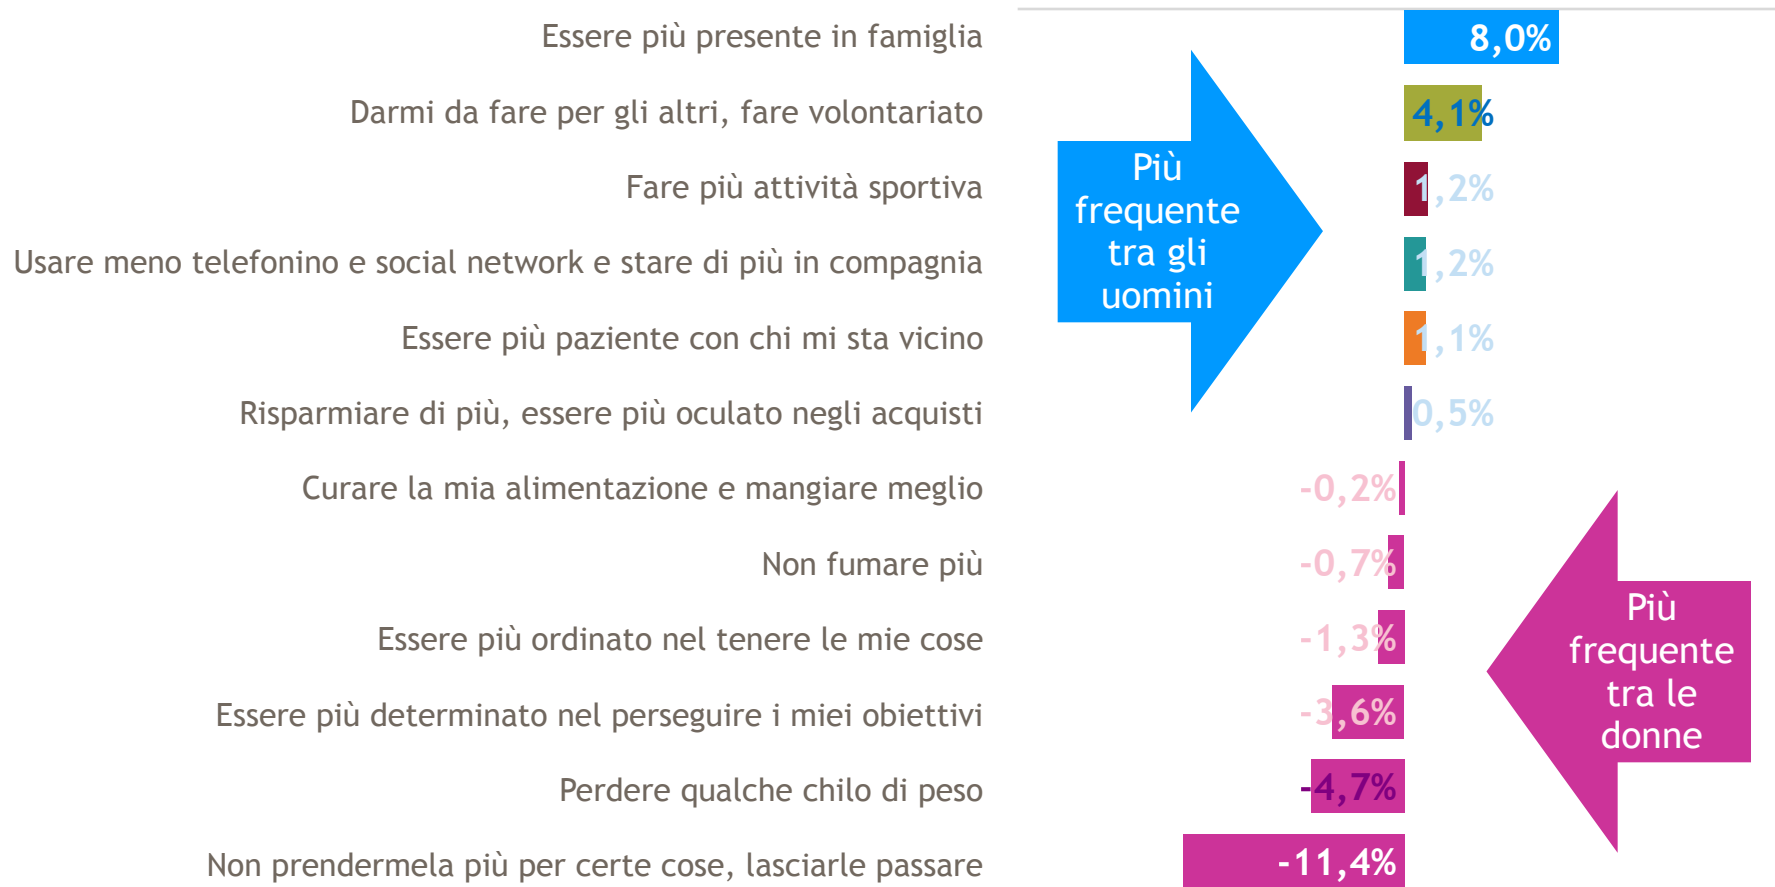 Essere più presente in famiglia 8,0%
Darmi da fare per gli altri, fare volontariato 4,1%
Fare più attività sportiva 1,2%
Usare meno telefonino e social network e stare di più in compagnia 1,2%
Essere più paziente con chi mi sta vicino 1,1%
Risparmiare di più, essere più oculato negli acquisti 0,5%
Curare la mia alimentazione e mangiare meglio -0,2%
Non fumare più -0,7%
Essere più ordinato nel tenere le mie cose -1,3%
Essere più determinato nel perseguire i miei obiettivi -3,6%
Perdere qualche chilo di peso -4,7%
Non prendermela più per certe cose, lasciarle passare -11,4%
Più
frequente
tra gli
uomini
Più
frequente
tra le
donne